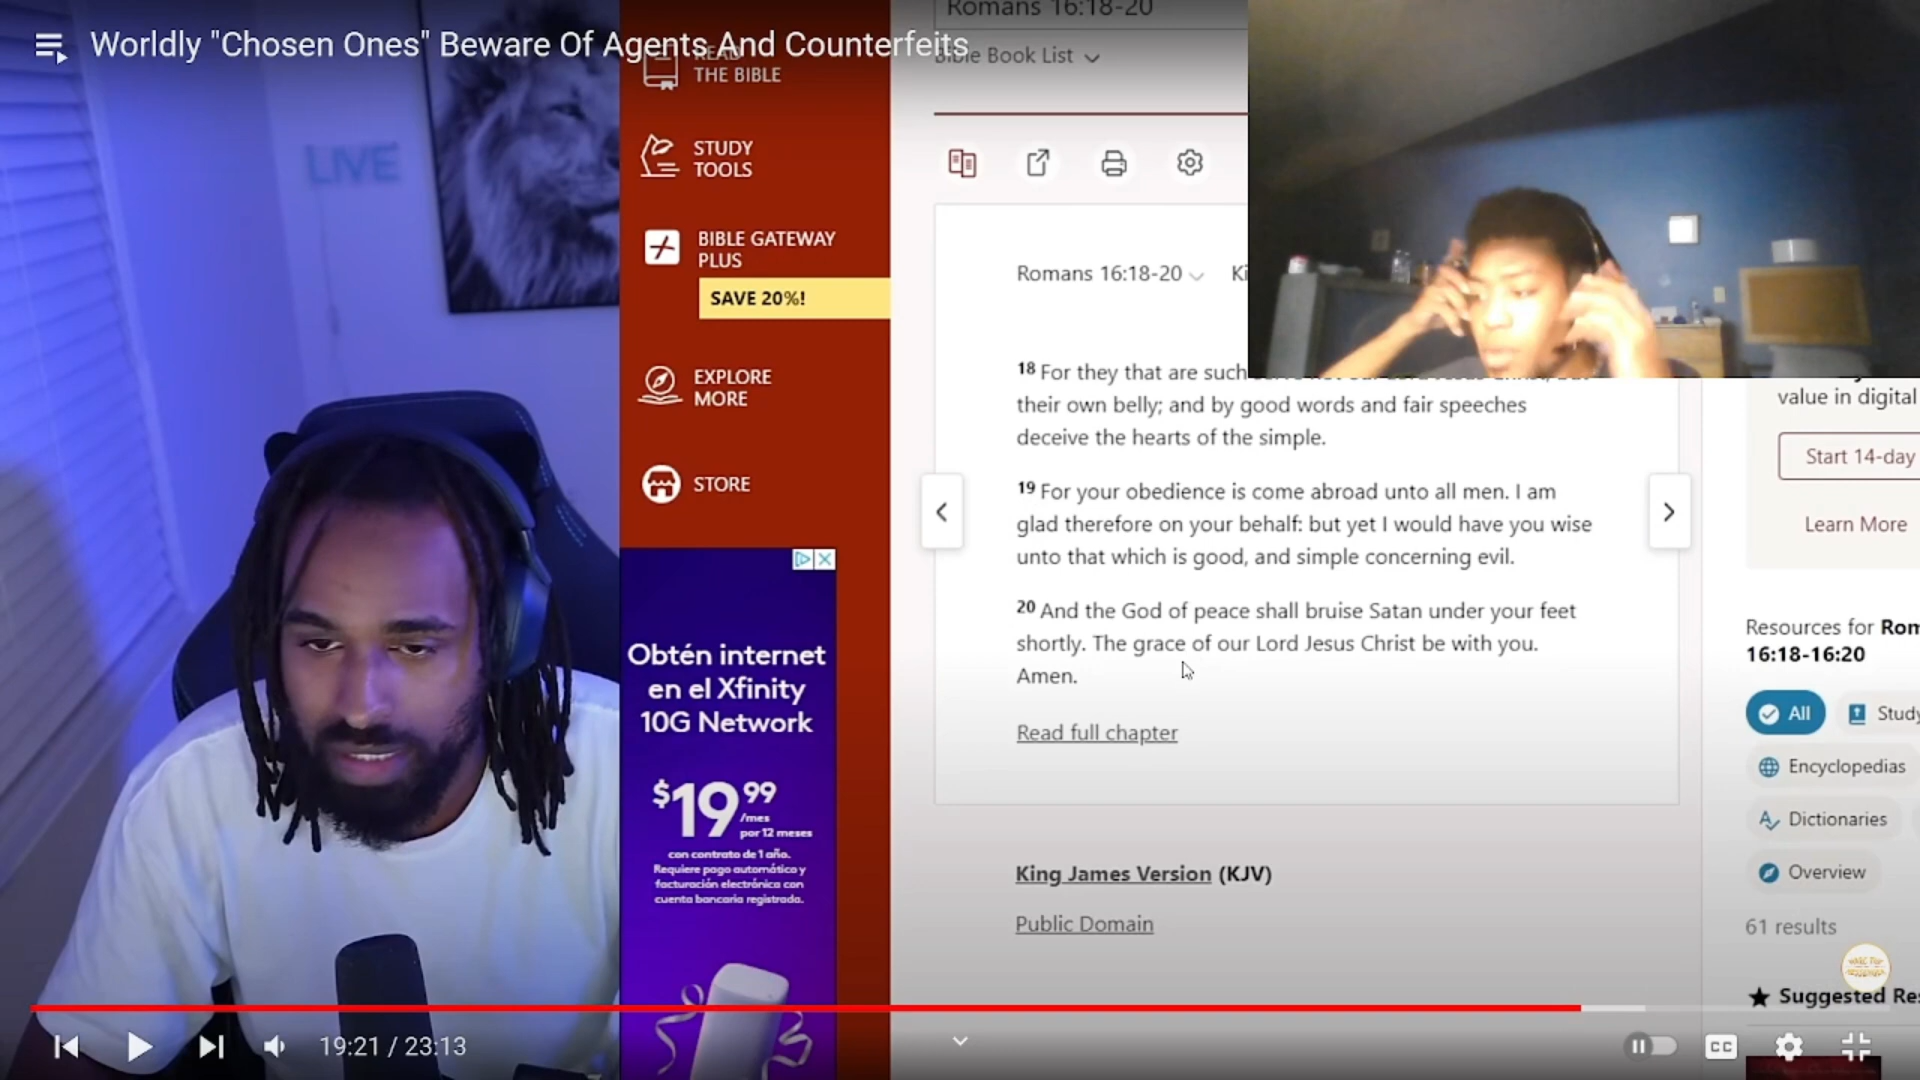 Worldly "Chosen Ones" Beware Of Agents And Counterfeits
LIVE
READ
THE BIBLE
STUDY
TOOLS
BIBLE GATEWAY
PLUS
SAVE 20%!
EXPLORE
MORE
STORE
Obtén internet
en el Xfinity
10G Network
$19.99
/mes
por 12 meses
con contrato de 1 año.
Requiere pago automático y
facturación electrónica con
cuenta bancaria registrada.
Romans 16:18-20
Bible Book List
Romans 16:18-20 Ki
18 For they that are such
their own belly; and by good words and fair speeches
deceive the hearts of the simple.
19 For your obedience is come abroad unto all men. I am
glad therefore on your behalf: but yet I would have you wise
unto that which is good, and simple concerning evil.
20 And the God of peace shall bruise Satan under your feet
shortly. The grace of our Lord Jesus Christ be with you.
Amen.
Read full chapter
King James Version (KJV)
Public Domain
value in digital
Start 14-day
Learn More
Resources for Rom
16:18-16:20
All Study
Encyclopedias
Dictionaries
Overview
61 results
Suggested Res
19:21 / 23:13
CC